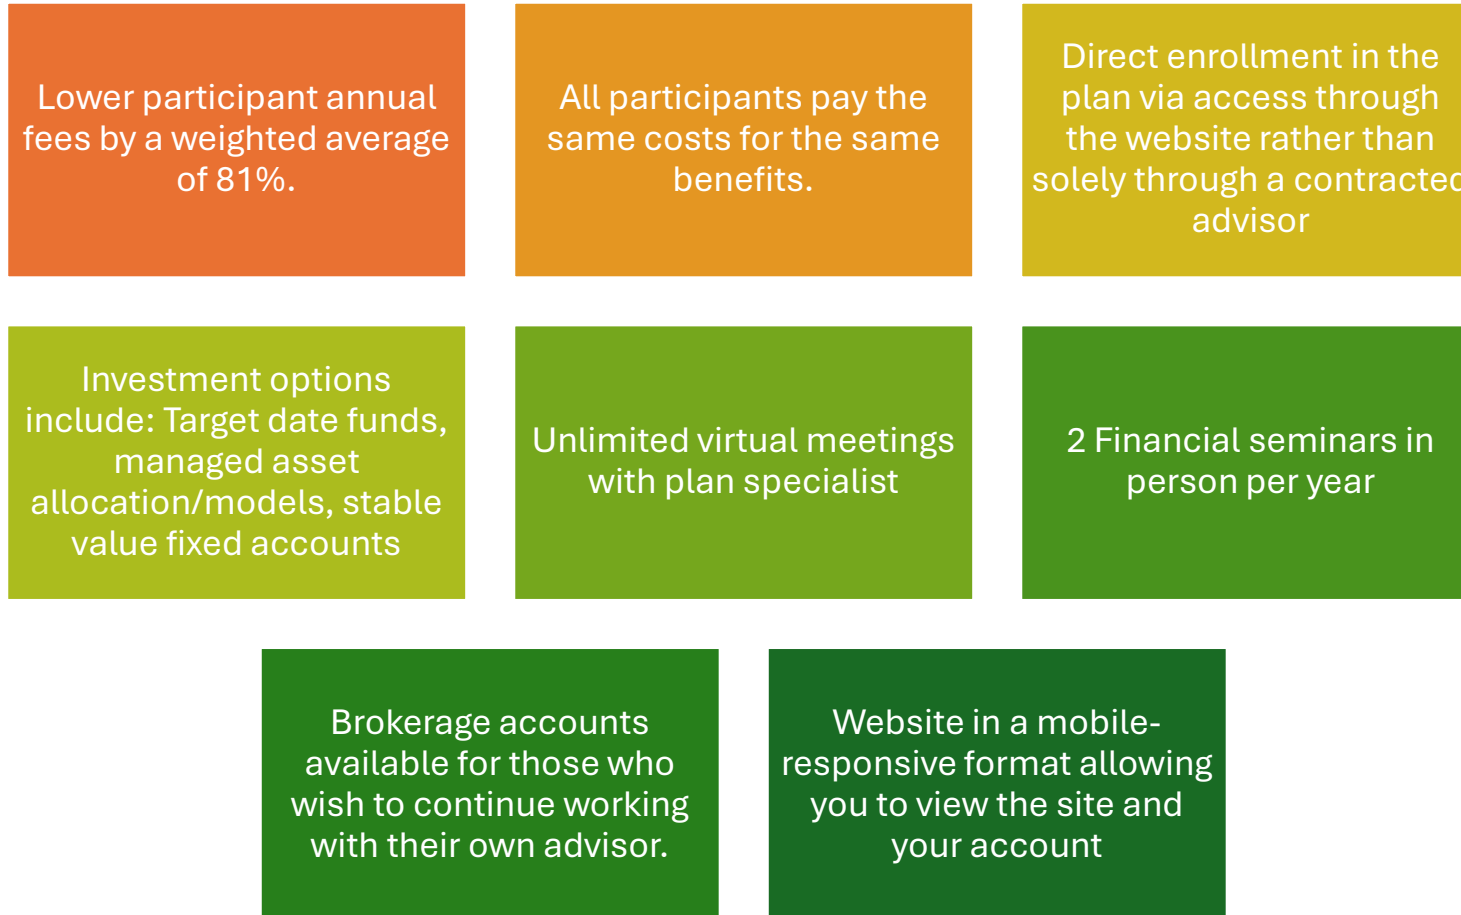 Lower participant annual
fees by a weighted average
of 81%.
All participants pay the
same costs for the same
benefits.
Direct enrollment in the
plan via access through
the website rather than
solely through a contracted
advisor
Investment options
include: Target date funds,
managed asset
allocation/models, stable
value fixed accounts
Unlimited virtual meetings
with plan specialist
2 Financial seminars in
person per year
Brokerage accounts
available for those who
wish to continue working
with their own advisor.
Website in a mobile-
responsive format allowing
you to view the site and
your account